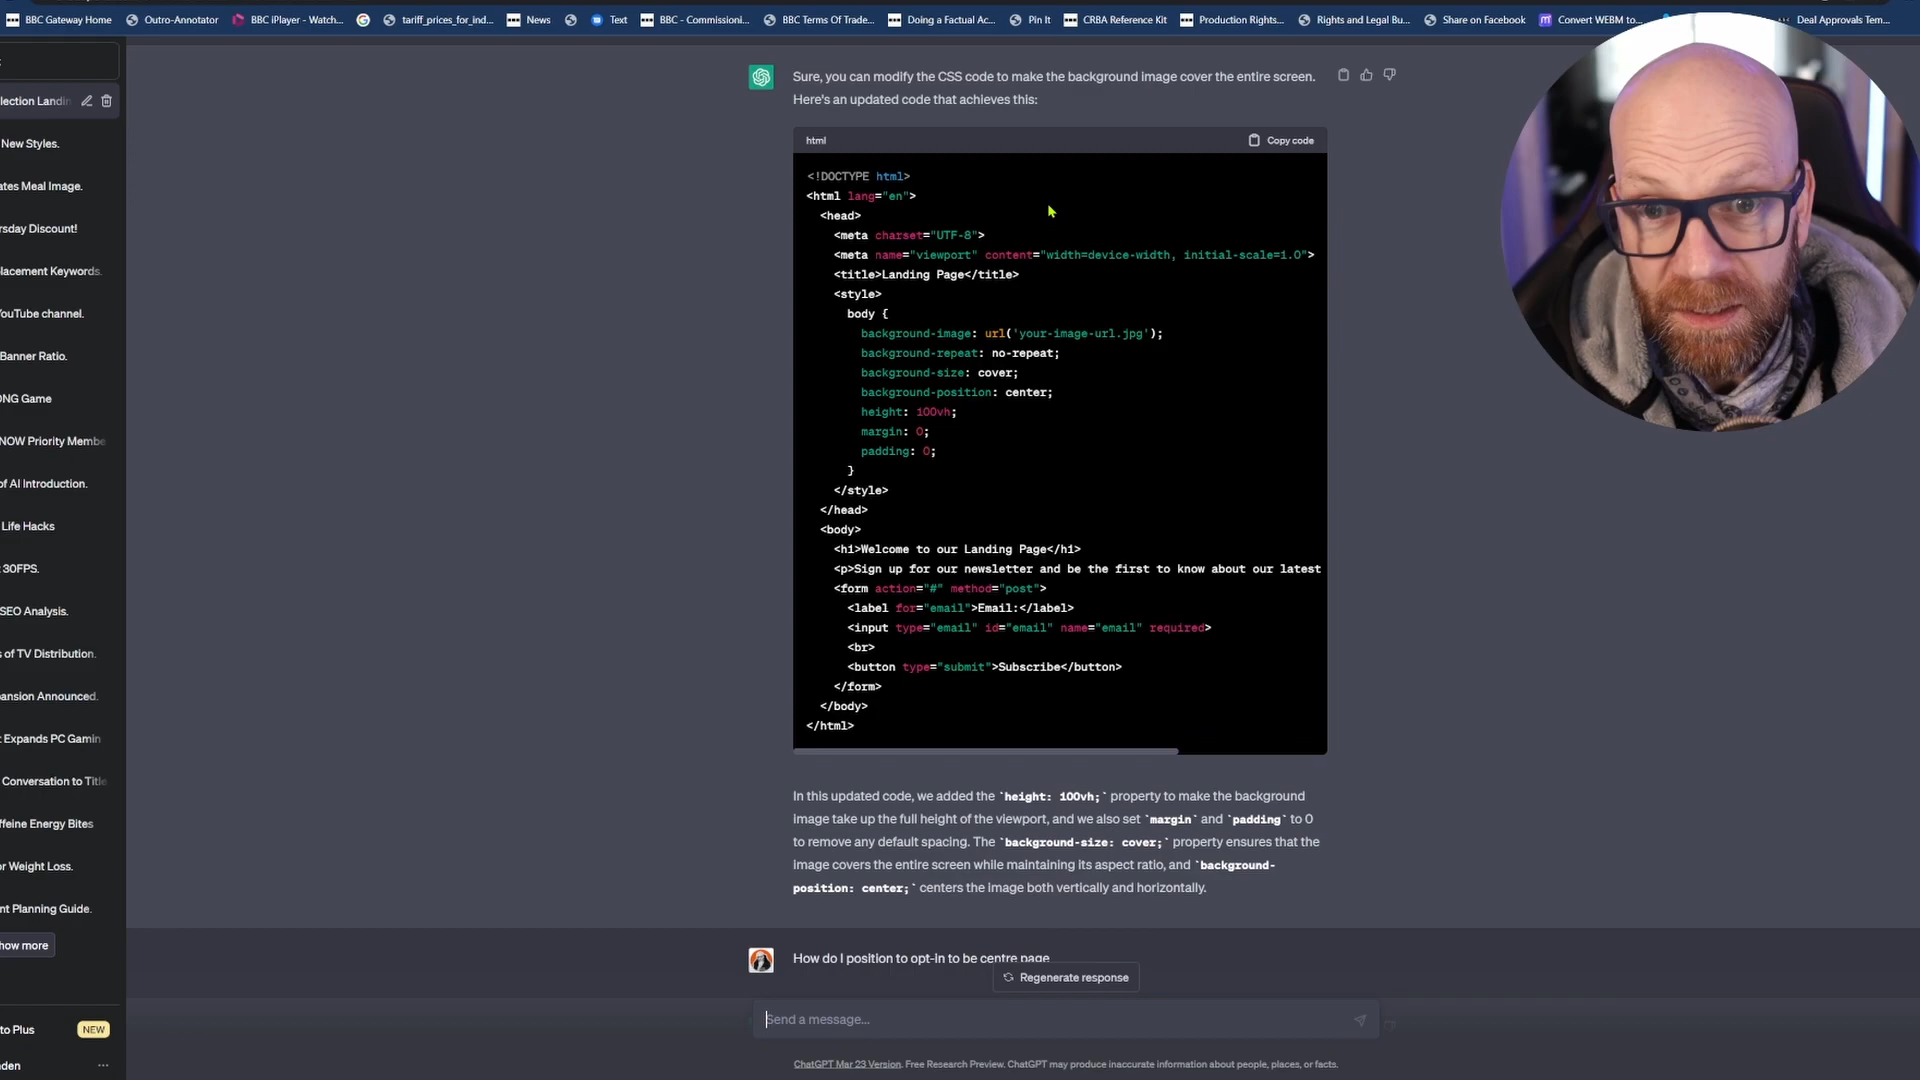 BBC Gateway Home
Outro-Annotator
BBC iPlayer - Watch...
tariff_prices_for_ind...
News
Text
BBC - Commissioni...
BBC Terms Of Trade...
Doing a Factual Ac...
Pin It
CRBA Reference Kit
Production Rights...
Rights and Legal Bu...
Share on Facebook
Convert WEBM to...
Deal Approvals Tem...
lection Landin
New Styles.
ates Meal Image.
rsday Discount!
lacement Keywords.
YouTube channel.
Banner Ratio.
ONG Game
NOW Priority Membe
of AI Introduction.
Life Hacks
: 30FPS.
SEO Analysis.
s of TV Distribution.
pansion Announced.
t Expands PC Gamin
Conversation to Title
ffeine Energy Bites
or Weight Loss.
nt Planning Guide.
how more
to Plus
NEW
nden
Sure, you can modify the CSS code to make the background image cover the entire screen.
Here's an updated code that achieves this:
html
Copy code
<!DOCTYPE html>
<html lang="en">
<head>
<meta charset="UTF-8">
<meta name="viewport" content="width=device-width, initial-scale=1.0">
<title>Landing Page</title>
<style>
body {
background-image: url('your-image-url.jpg');
background-repeat: no-repeat;
background-size: cover;
background-position: center;
height: 100vh;
margin: 0;
padding: 0;
}
</style>
</head>
<body>
<h1>Welcome to our Landing Page</h1>
<p>Sign up for our newsletter and be the first to know about our latest
<form action="#" method="post">
<label for="email">Email:</label>
<input type="email" id="email" name="email" required>
<br>
<button type="submit">Subscribe</button>
</form>
</body>
</html>
In this updated code, we added the `height: 100vh;` property to make the background
image take up the full height of the viewport, and we also set `margin` and `padding` to 0
to remove any default spacing. The `background-size: cover;` property ensures that the
image covers the entire screen while maintaining its aspect ratio, and `background-
position: center;` centers the image both vertically and horizontally.
How do I position to opt-in to be centre page
Regenerate response
Send a message...
ChatGPT Mar 23 Version. Free Research Preview. ChatGPT may produce inaccurate information about people, places, or facts.